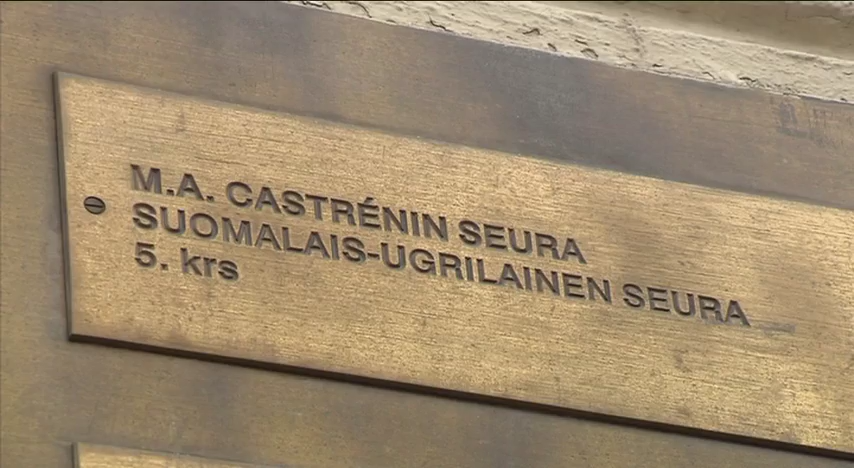 M.A. CASTRÉNIN SEURA
SUOMALAIS-UGRILAINEN SEURA
5. krs